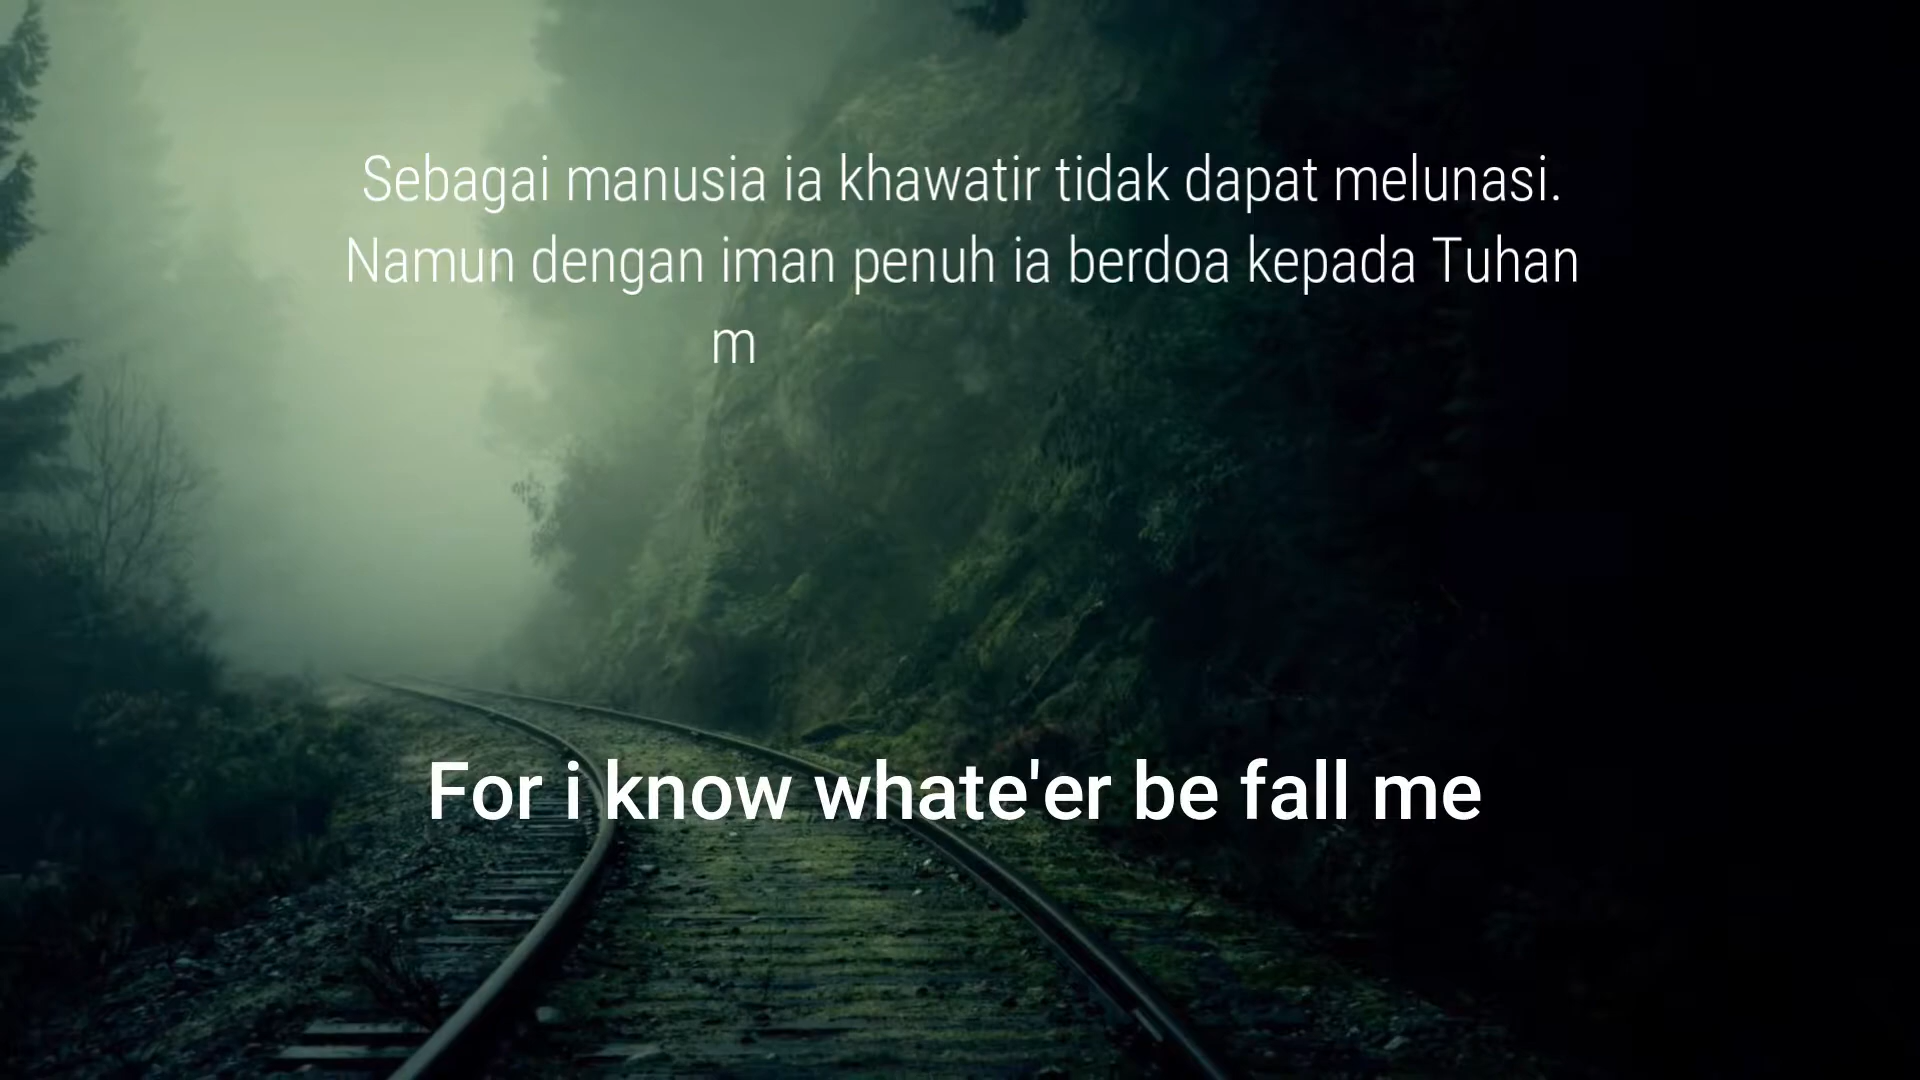 Sebagai manusia ia khawatir tidak dapat melunasi.
Namun dengan iman penuh ia berdoa kepada Tuhan
m
For i know whate'er be fall me